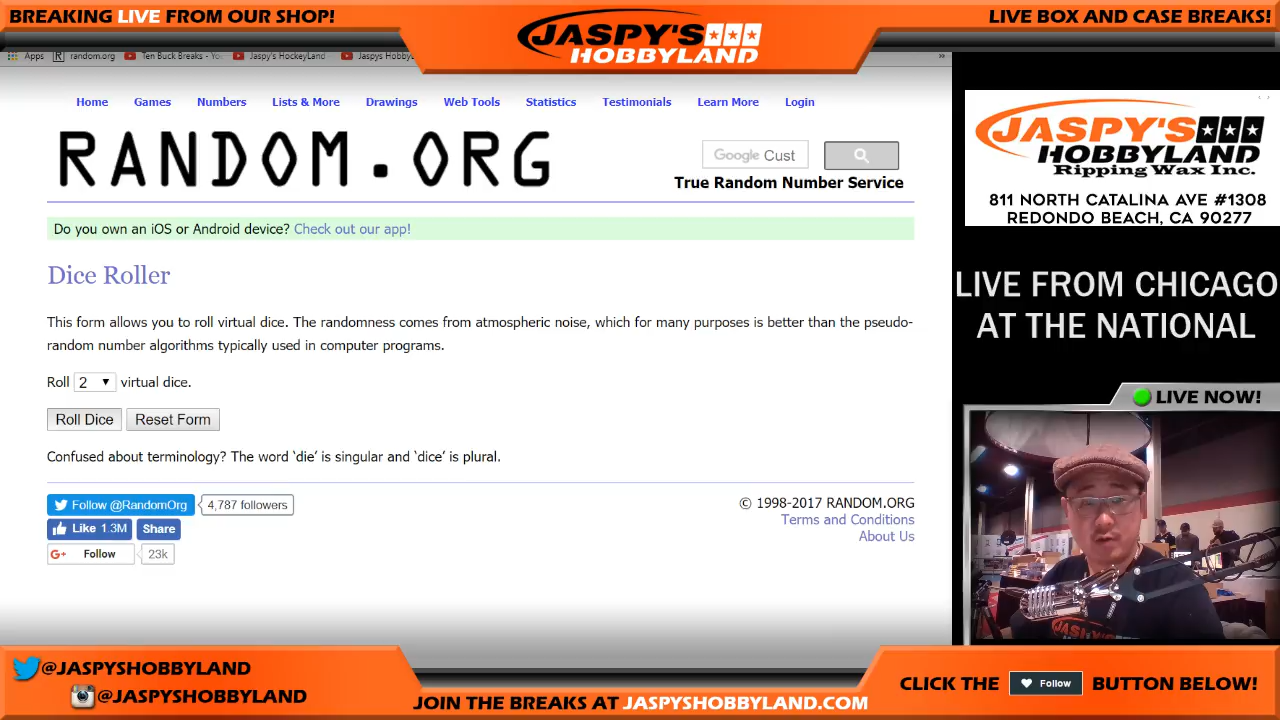 BREAKING LIVE FROM OUR SHOP!
JASPY'S
HOBBYLAND
LIVE BOX AND CASE BREAKS!
Apps random.org Ten Buck Breaks - Yo Jaspy's HockeyLand Jaspys Hobby
Home Games Numbers Lists & More Drawings Web Tools Statistics Testimonials Learn More Login
RANDOM.ORG
Google Cust
True Random Number Service
Do you own an iOS or Android device? Check out our app!
Dice Roller
This form allows you to roll virtual dice. The randomness comes from atmospheric noise, which for many purposes is better than the pseudo-
random number algorithms typically used in computer programs.
Roll 2 virtual dice.
Roll Dice Reset Form
Confused about terminology? The word ‘die’ is singular and ‘dice’ is plural.
Follow @RandomOrg 4,787 followers
Like 1.3M Share
Follow 23k
© 1998-2017 RANDOM.ORG
Terms and Conditions
About Us
JASPY'S
HOBBYLAND
Ripping Wax Inc.
811 NORTH CATALINA AVE #1308
REDONDO BEACH, CA 90277
LIVE FROM CHICAGO
AT THE NATIONAL
LIVE NOW!
JASPY'S
@JASPYSHOBBYLAND
@JASPYSHOBBYLAND
JOIN THE BREAKS AT JASPYSHOBBYLAND.COM
CLICK THE Follow BUTTON BELOW!